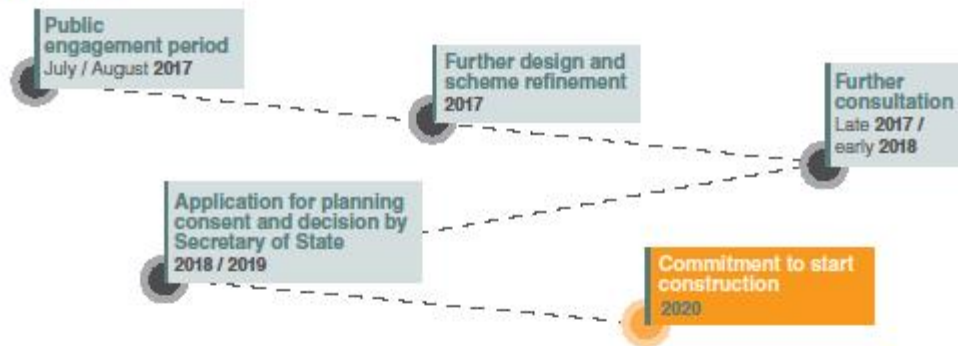 Public
engagement period
July / August 2017
Further design and
scheme refinement
2017
Further
consultation
Late 2017 /
early 2018
Application for planning
consent and decision by
Secretary of State
2018 / 2019
Commitment to start
construction
2020